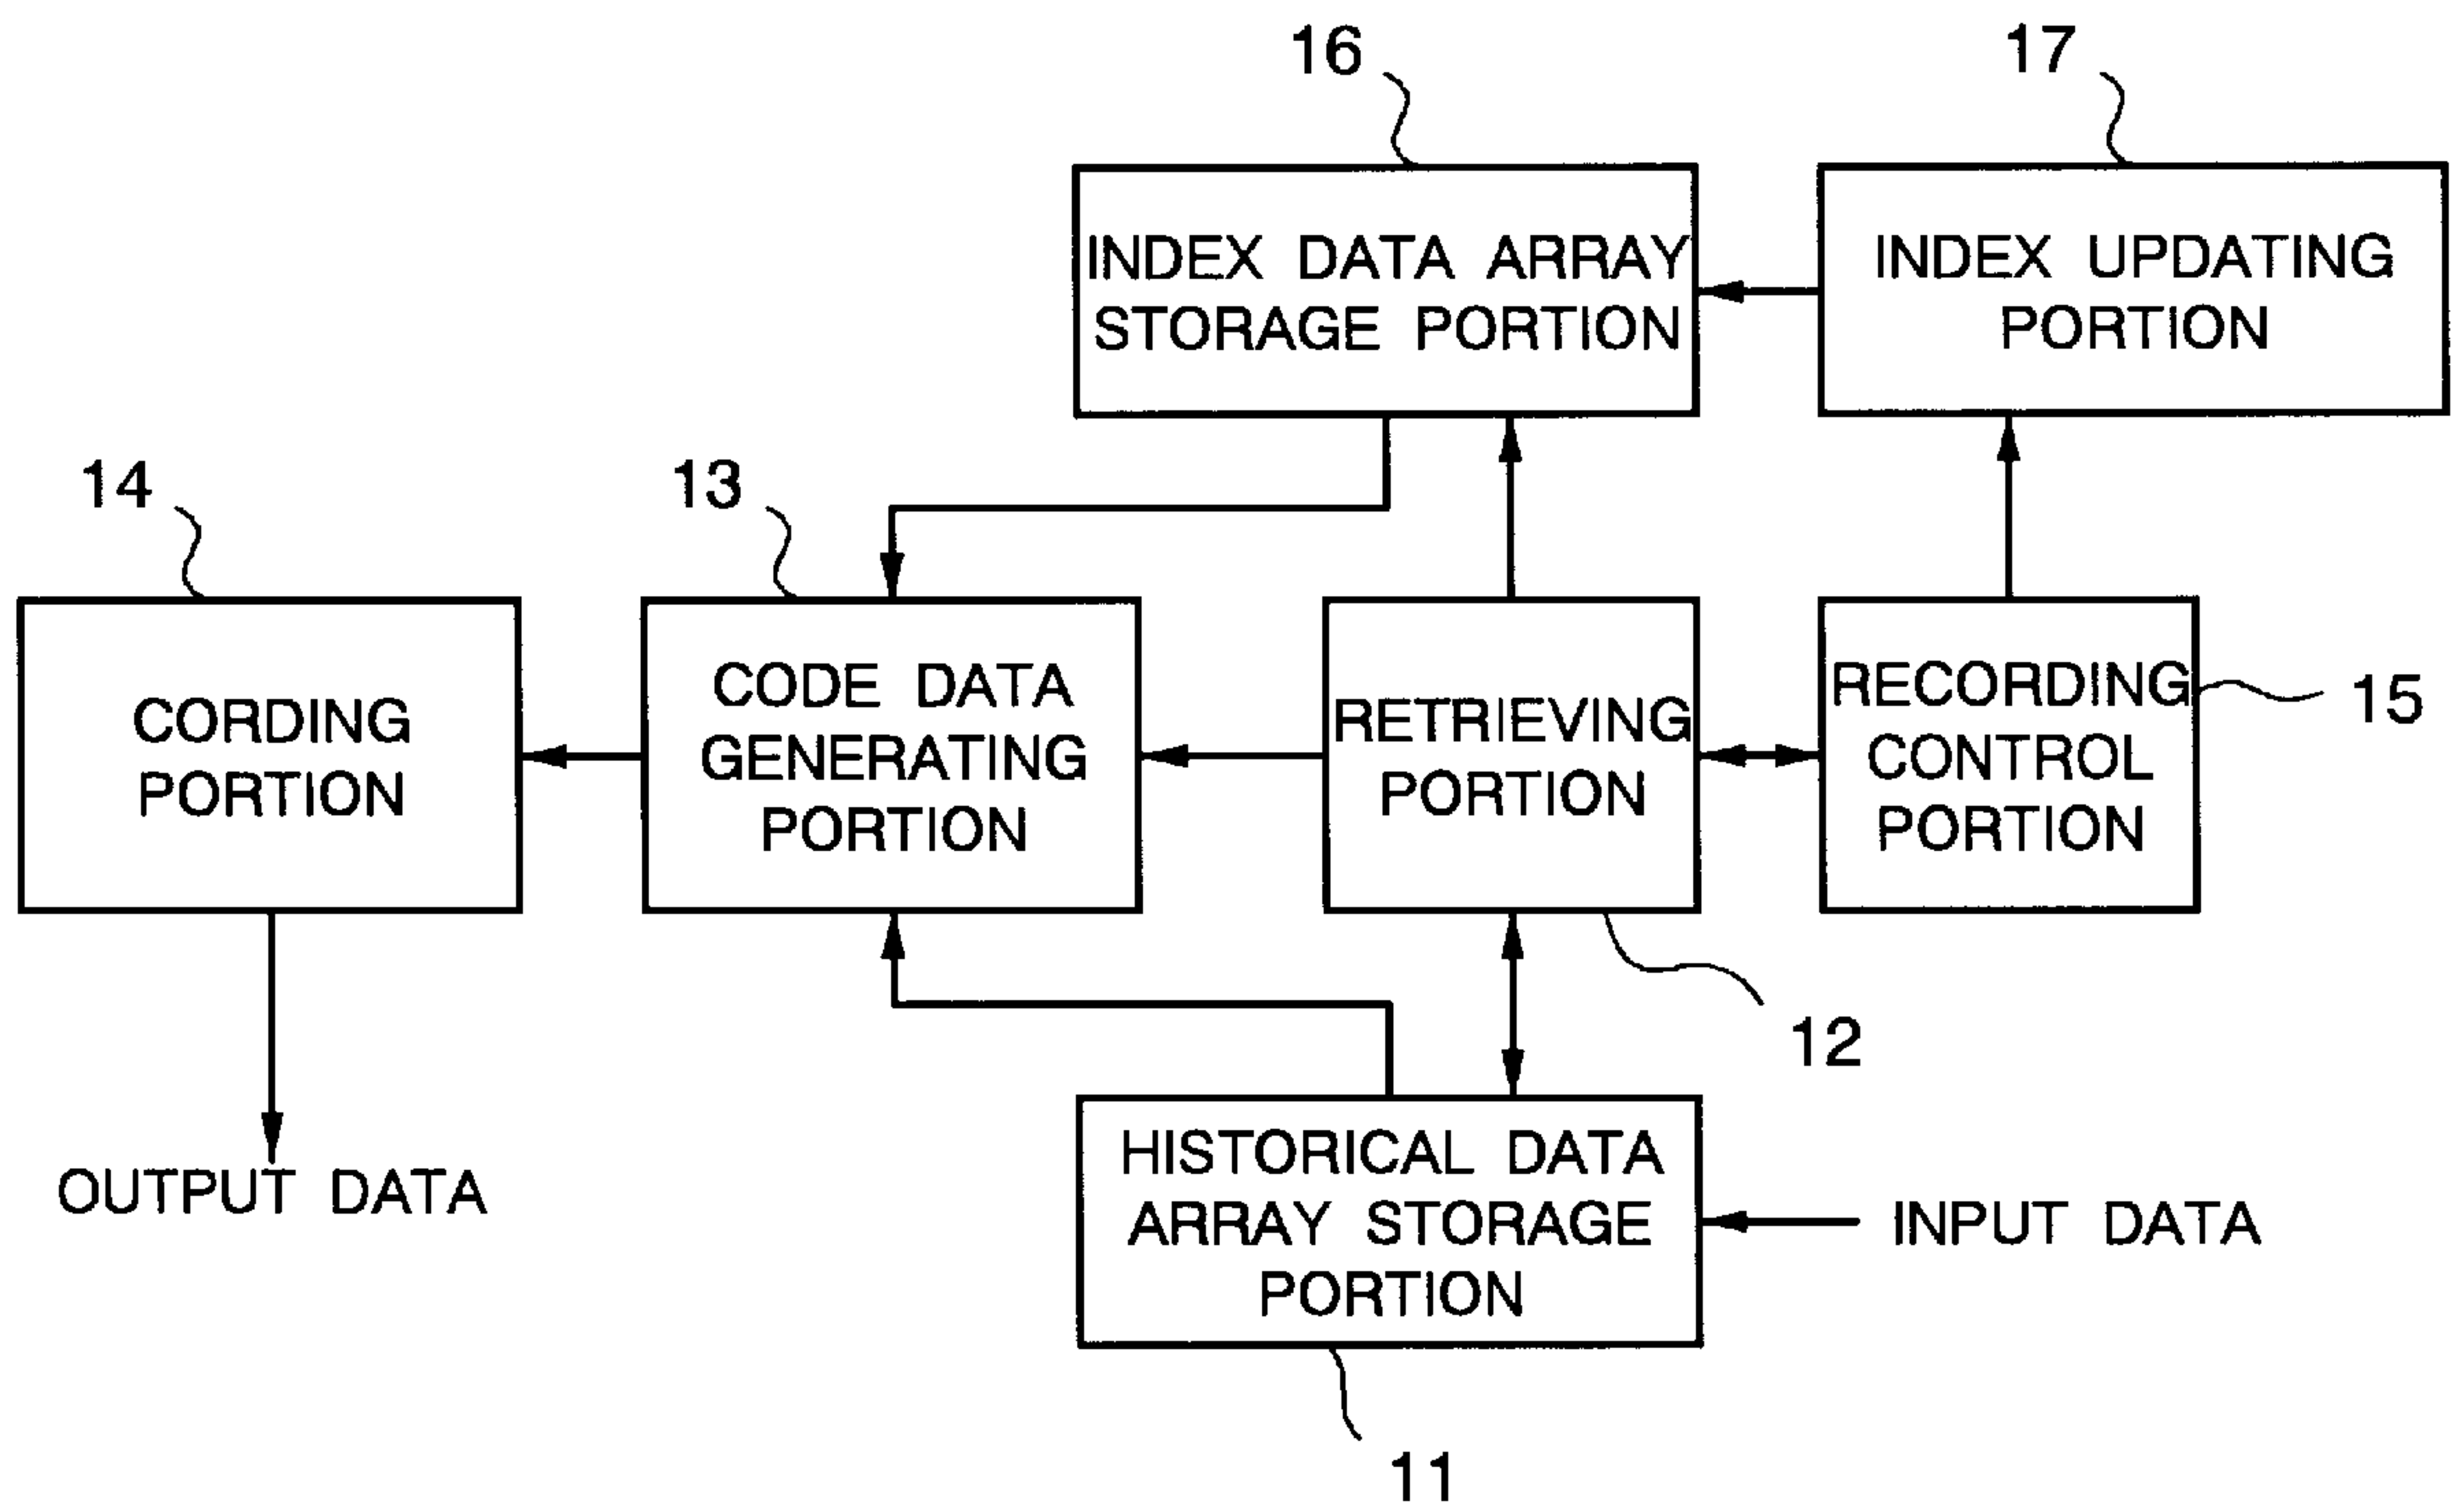 16
17
INDEX DATA ARRAY
STORAGE PORTION
INDEX UPDATING
PORTION
14
13
CORDING
PORTION
CODE DATA
GENERATING
PORTION
RETRIEVING
PORTION
RECORDING
CONTROL
PORTION
15
12
OUTPUT DATA
HISTORICAL DATA
ARRAY STORAGE
PORTION
INPUT DATA
11